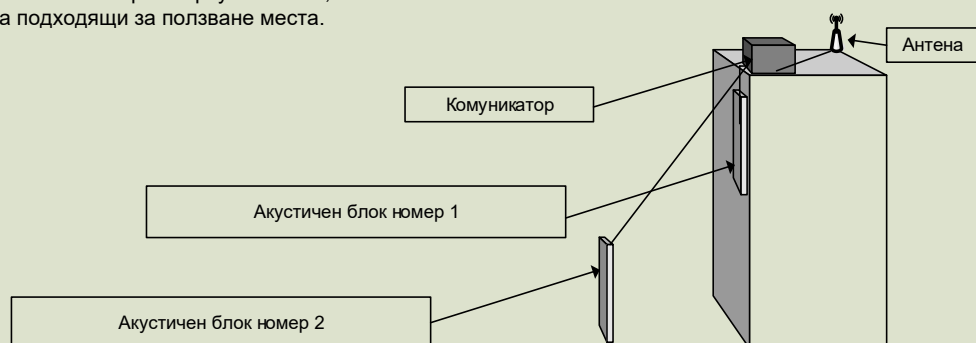 а подходящи за ползване места.
Антена
Комуникатор
Акустичен блок номер 1
Акустичен блок номер 2